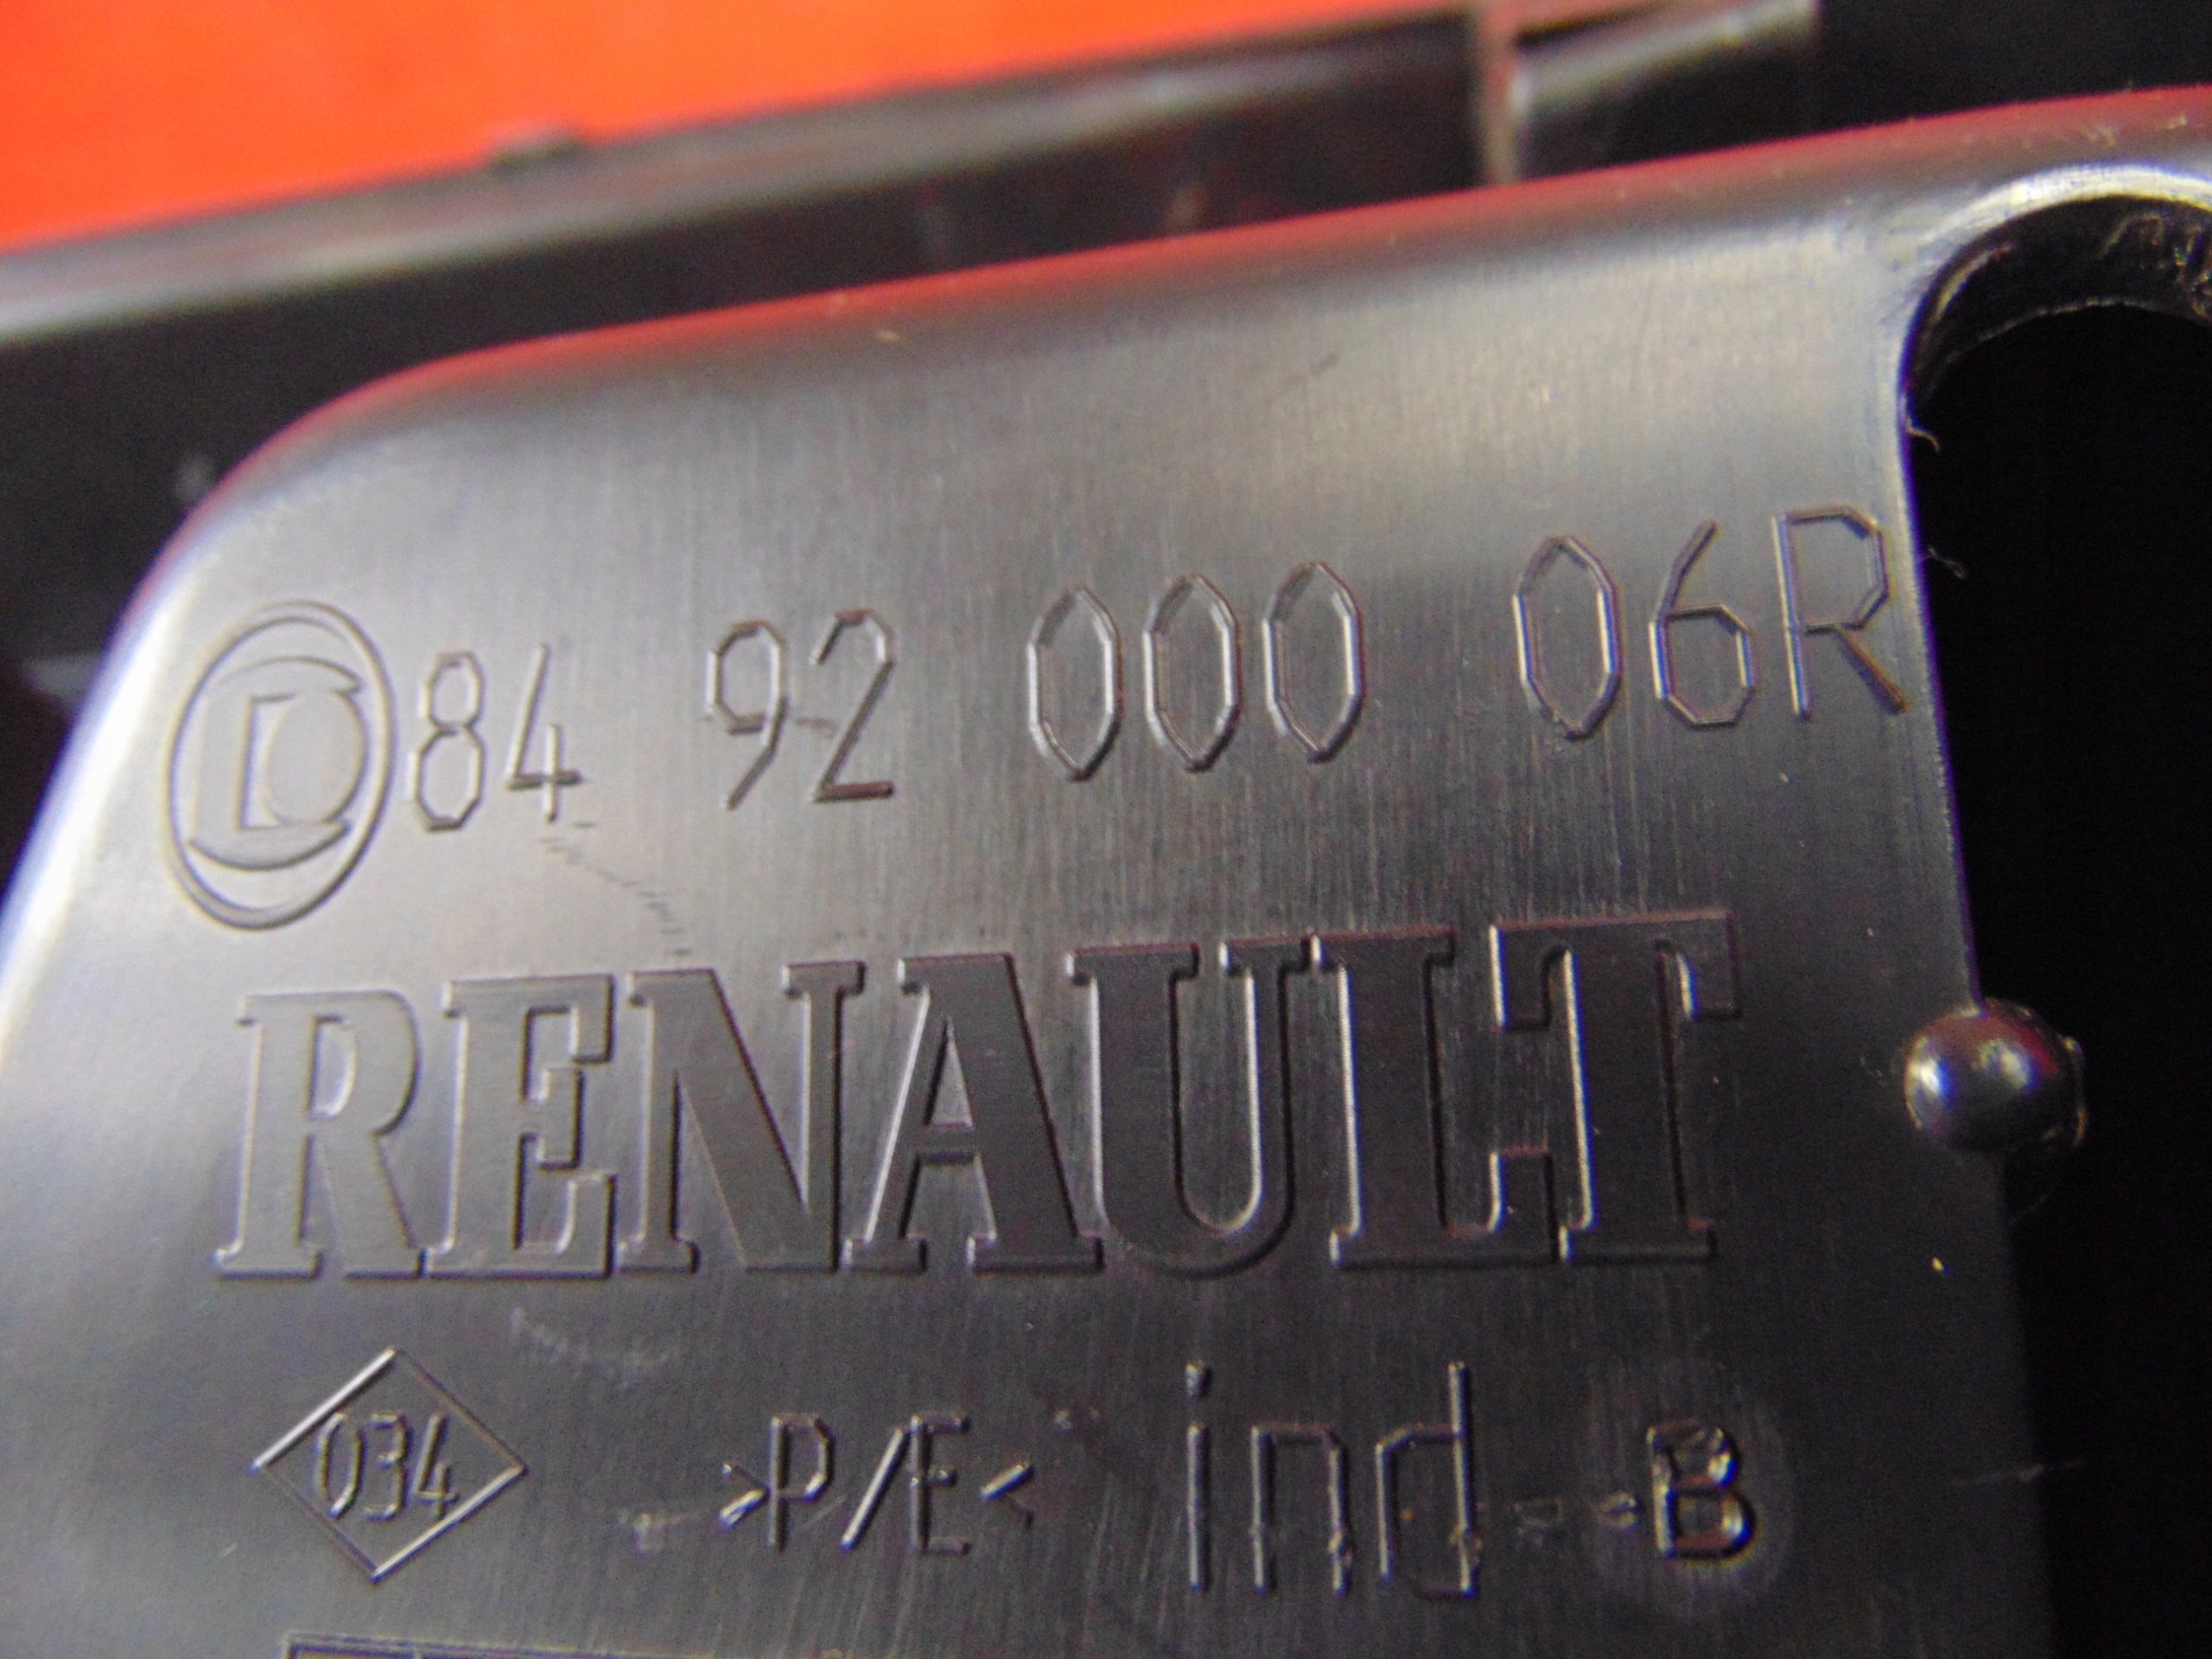 84 92 000 06R
RENAULT
034 >P/E< ind B